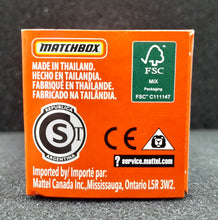 MATCHBOX
MADE IN THAILAND.
HECHO EN TAILANDIA.
FABRIQUÉ EN THAÏLANDE.
FABRICADO NA TAILÂNDIA.
FSC
MIX
Packaging
FSC® C111147
REPUBLICA
S T
ARGENTINA
CE
? service.mattel.com
Imported by/ Importé par:
Mattel Canada Inc.,Mississauga, Ontario L5R 3W2.